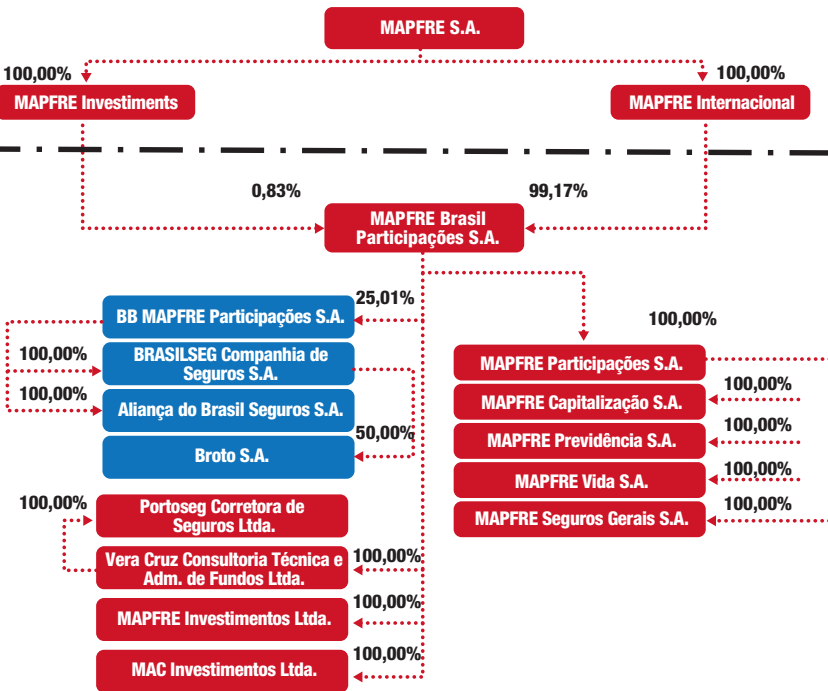 MAPFRE S.A.
100,00%
100,00%
MAPFRE Investiments
MAPFRE Internacional
0,83%
99,17%
MAPFRE Brasil
Participações S.A.
25,01%
BB MAPFRE Participações S.A.
100,00%
BRASILSEG Companhia de
Seguros S.A.
100,00%
Aliança do Brasil Seguros S.A.
50,00%
Broto S.A.
100,00%
Portoseg Corretora de
Seguros Ltda.
Vera Cruz Consultoria Técnica e
Adm. de Fundos Ltda.
100,00%
MAPFRE Investimentos Ltda.
100,00%
MAC Investimentos Ltda.
100,00%
100,00%
MAPFRE Participações S.A.
MAPFRE Capitalização S.A.
100,00%
MAPFRE Previdência S.A.
100,00%
MAPFRE Vida S.A.
100,00%
MAPFRE Seguros Gerais S.A.
100,00%